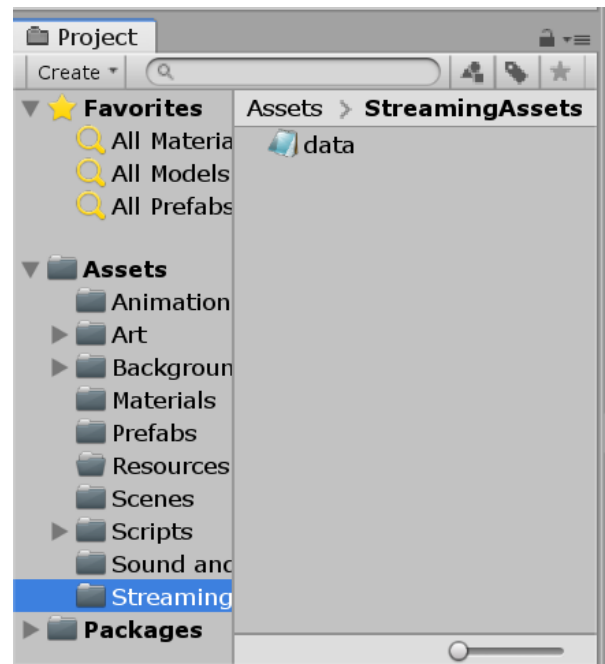 Project
Create
Favorites
All Materia
All Models
All Prefabs
Assets
Animation
Art
Backgroun
Materials
Prefabs
Resources
Scenes
Scripts
Sound and
Streaming
Packages
Assets > StreamingAssets
data